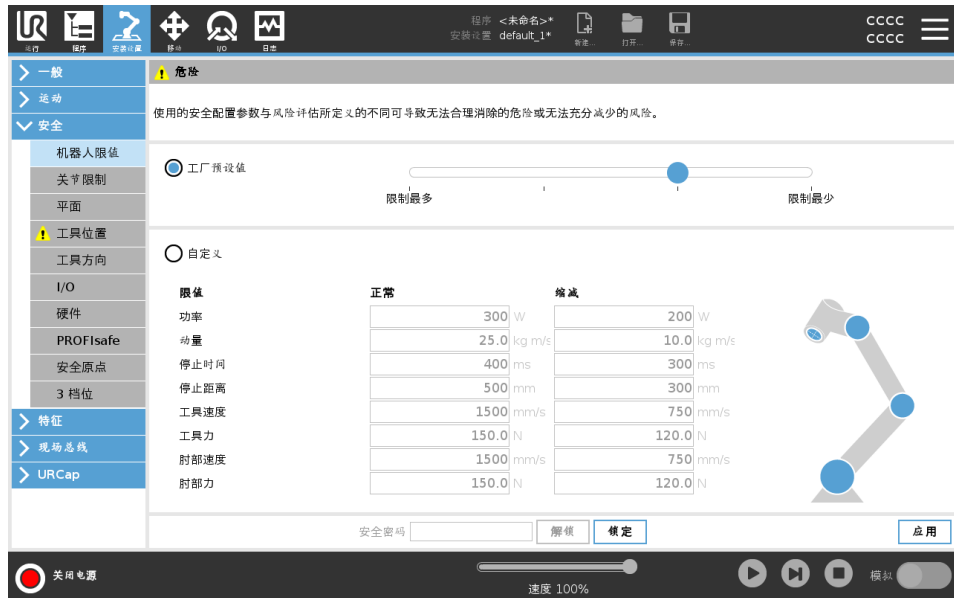 程序 <未命名>*
安装设置 default_1*
运行 程序 安装设置 移动 I/O 日志 新建... 打开... 保存...
cccc
cccc
一般
运动
安全
机器人限值
关节限制
平面
工具位置
工具方向
I/O
硬件
PROFIsafe
安全原点
3 档位
特征
现场总线
URCap
危险
使用的安全配置参数与风险评估所定义的不同可导致无法合理消除的危险或无法充分减少的风险。
工厂预设值
限制最多 限制最少
自定义
限值 正常 缩减
功率 300 W 200 W
动量 25.0 kg m/s 10.0 kg m/s
停止时间 400 ms 300 ms
停止距离 500 mm 300 mm
工具速度 1500 mm/s 750 mm/s
工具力 150.0 N 120.0 N
肘部速度 1500 mm/s 750 mm/s
肘部力 150.0 N 120.0 N
安全密码 解锁 锁定 应用
关闭电源
速度 100%
模拟